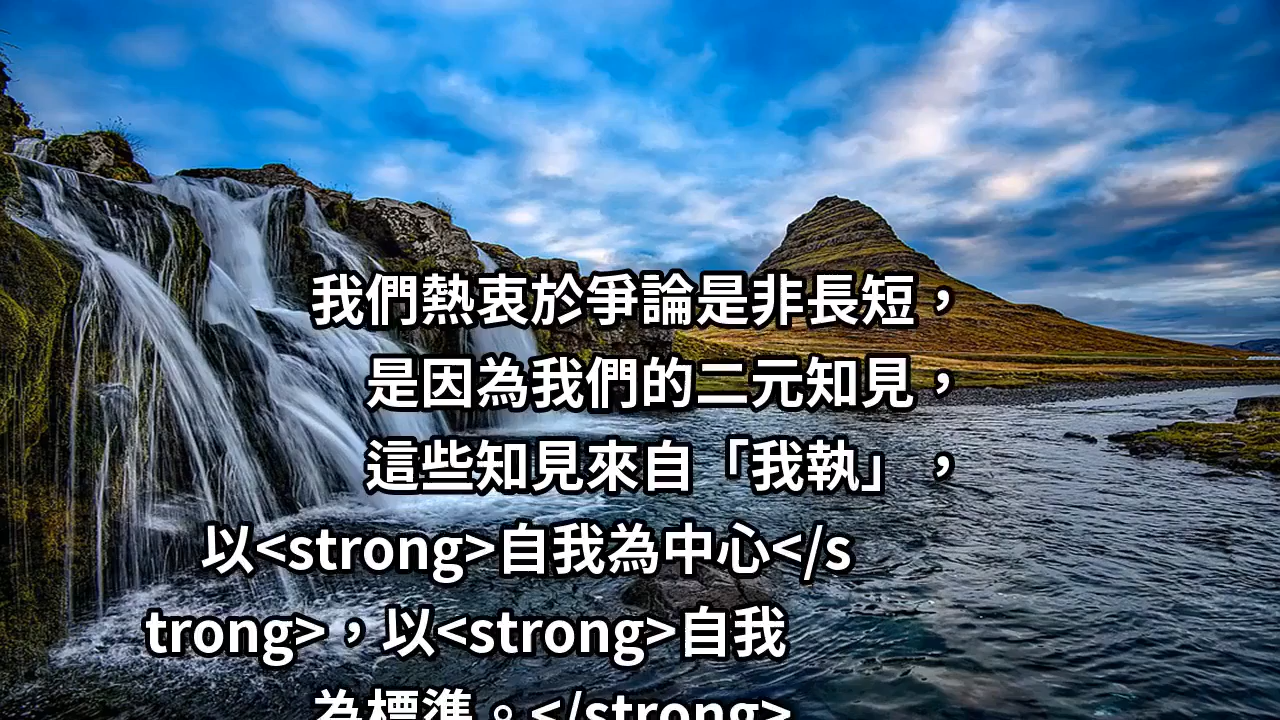 我們熱衷於爭論是非長短，
是因為我們的二元知見，
這些知見來自「我執」，
以<strong>自我為中心</s
trong>，以<strong>自我
為標準。</strong>